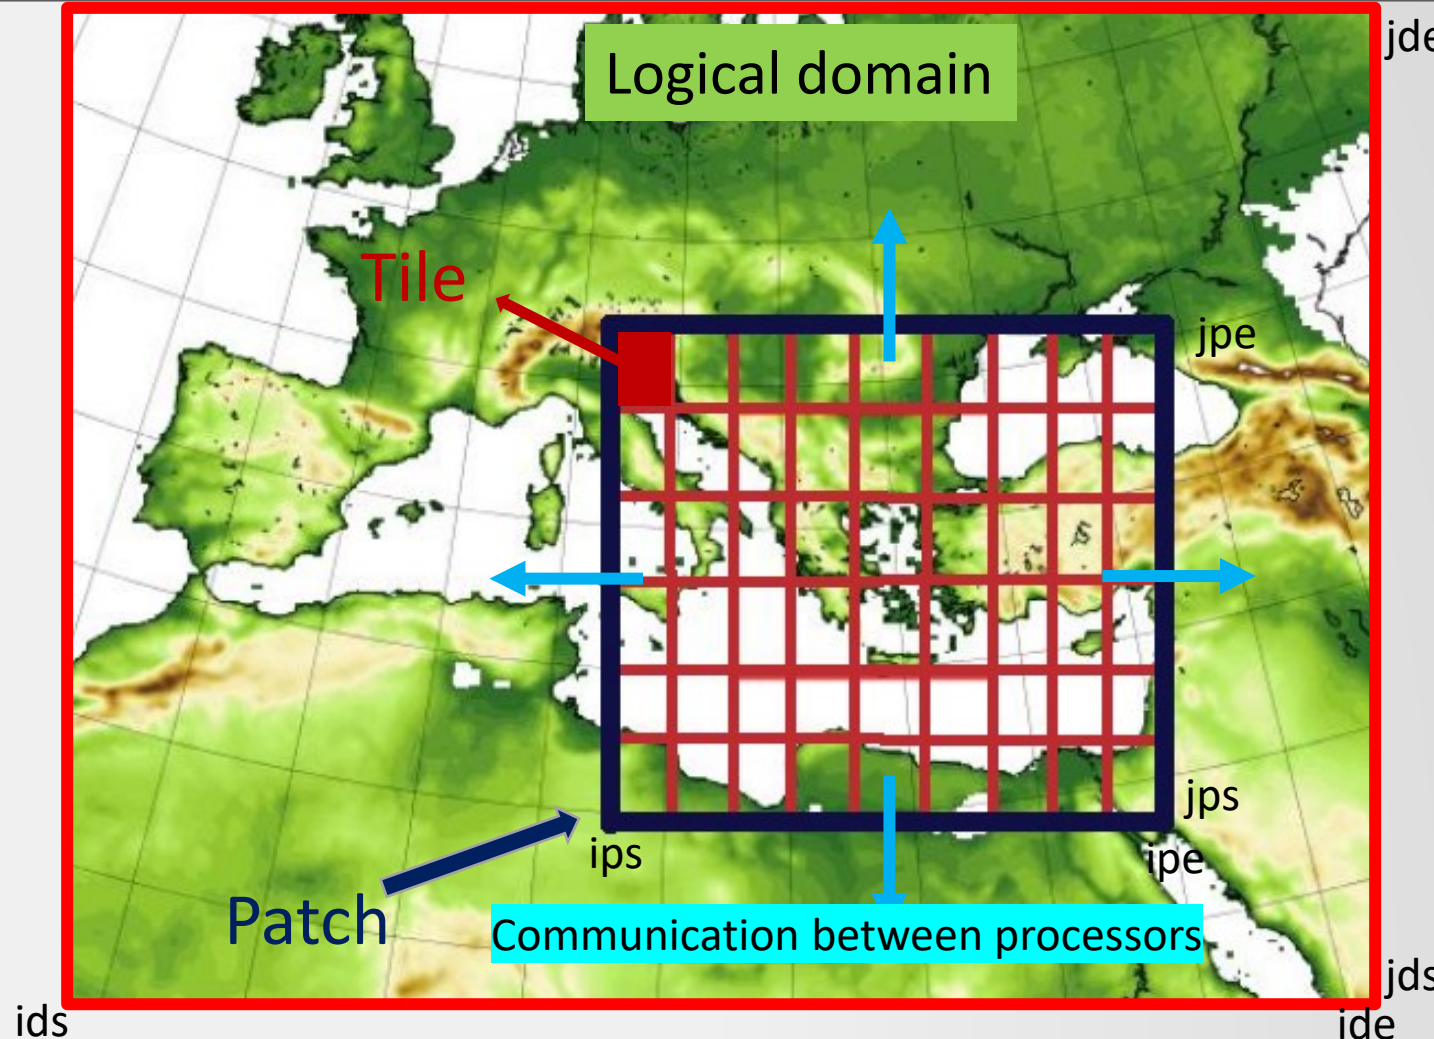 jde
Logical domain
Tile
jpe
jps
ips
ipe
Patch
Communication between processors
jds
ids
ide